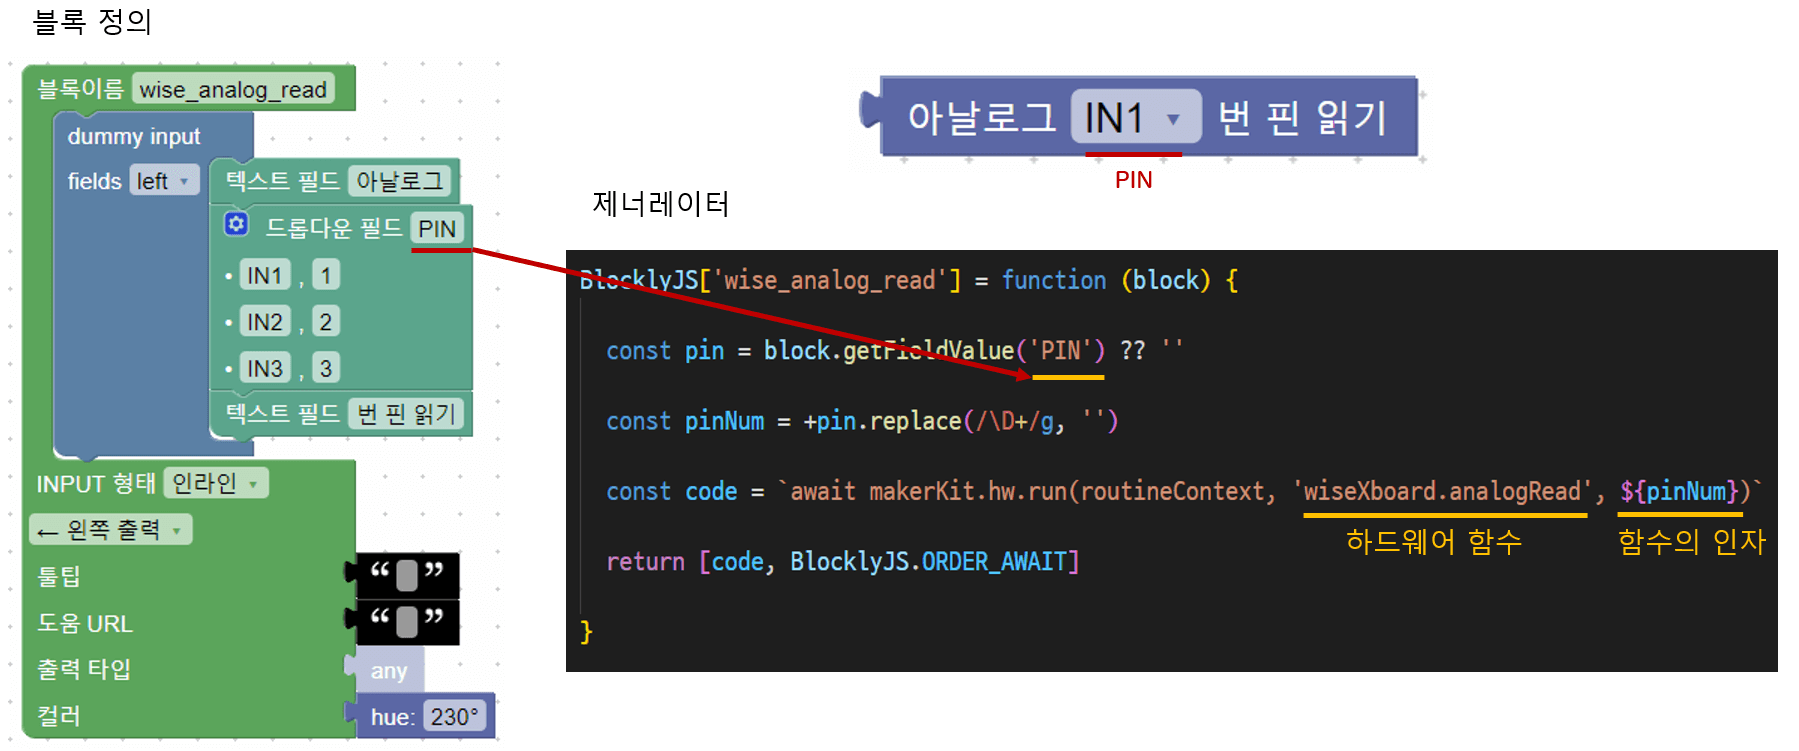 블록 정의
블록이름 wise_analog_read
dummy input
fields left
텍스트 필드 아날로그
드롭다운 필드 PIN
• IN1 , 1
• IN2 , 2
• IN3 , 3
텍스트 필드 번 핀 읽기
INPUT 형태 인라인
← 왼쪽 출력
툴팁 “ ”
도움 URL “ ”
출력 타입 any
컬러 hue: 230°
아날로그 IN1 번 핀 읽기
PIN
제너레이터
BlocklyJS['wise_analog_read'] = function (block) {
const pin = block.getFieldValue('PIN') ?? ''
const pinNum = +pin.replace(/\D+/g, '')
const code = `await makerKit.hw.run(routineContext, 'wiseXboard.analogRead', ${pinNum})`
하드웨어 함수 함수의 인자
return [code, BlocklyJS.ORDER_AWAIT]
}